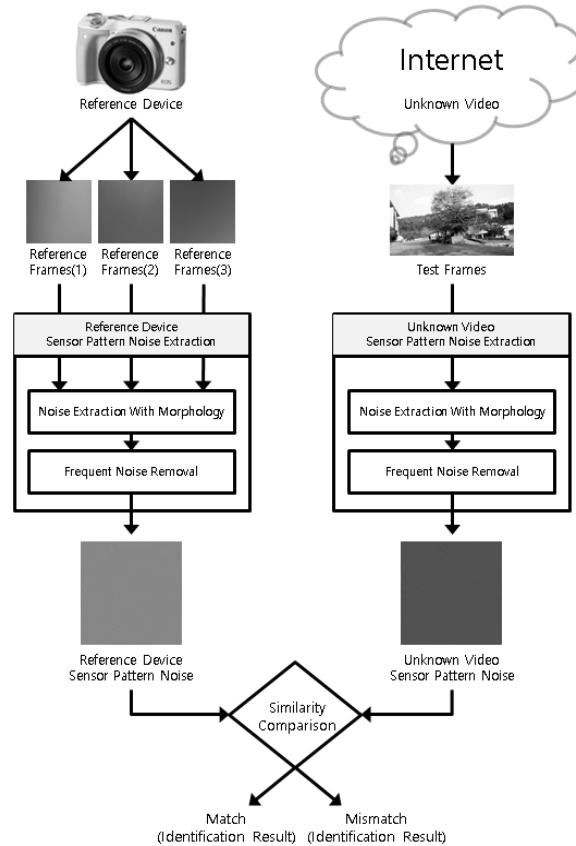 Canon
EOS
Reference Device
Internet
Unknown Video
Reference
Frames(1)
Reference
Frames(2)
Reference
Frames(3)
Test Frames
Reference Device
Sensor Pattern Noise Extraction
Unknown Video
Sensor Pattern Noise Extraction
Noise Extraction With Morphology
Noise Extraction With Morphology
Frequent Noise Removal
Frequent Noise Removal
Reference Device
Sensor Pattern Noise
Unknown Video
Sensor Pattern Noise
Similarity
Comparison
Match
(Identification Result)
Mismatch
(Identification Result)